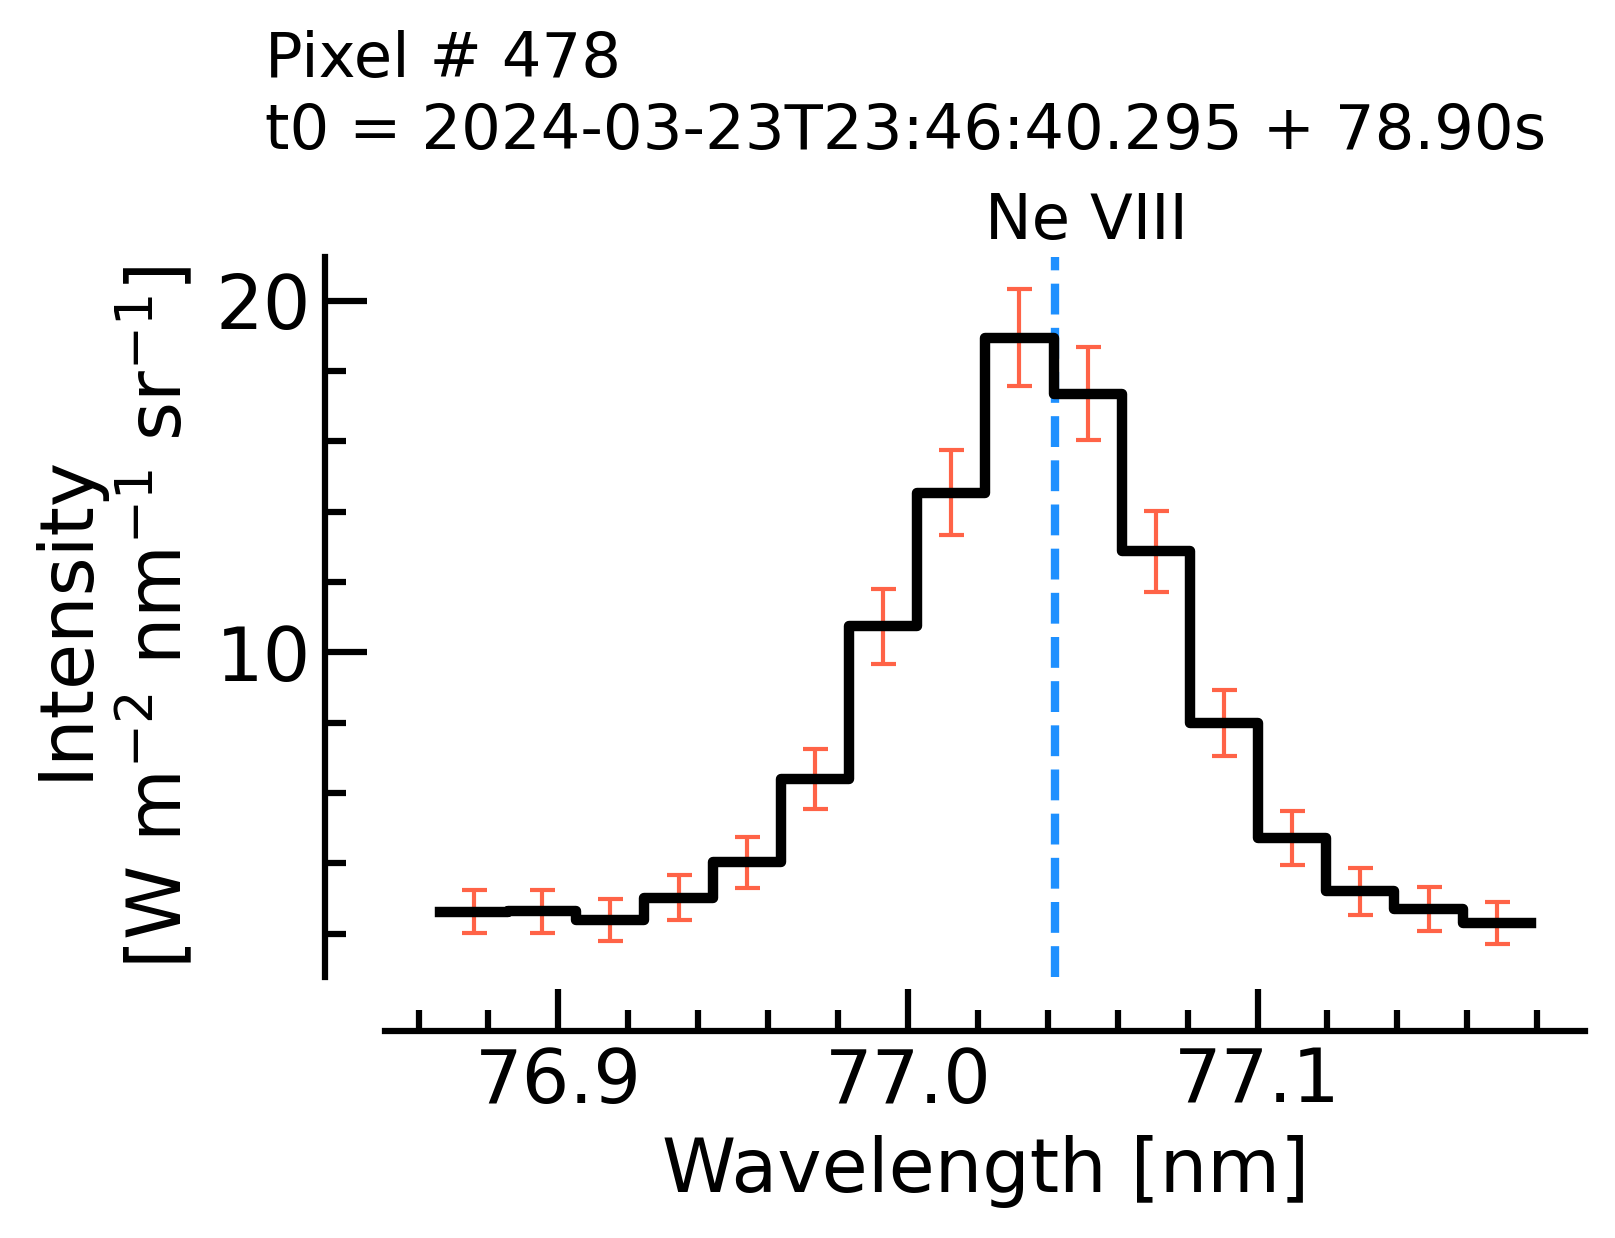 Pixel # 478
t0 = 2024-03-23T23:46:40.295 + 78.90s
Ne VIII
Intensity
[W m⁻² nm⁻¹ sr⁻¹]
20
10
76.9 77.0 77.1
Wavelength [nm]